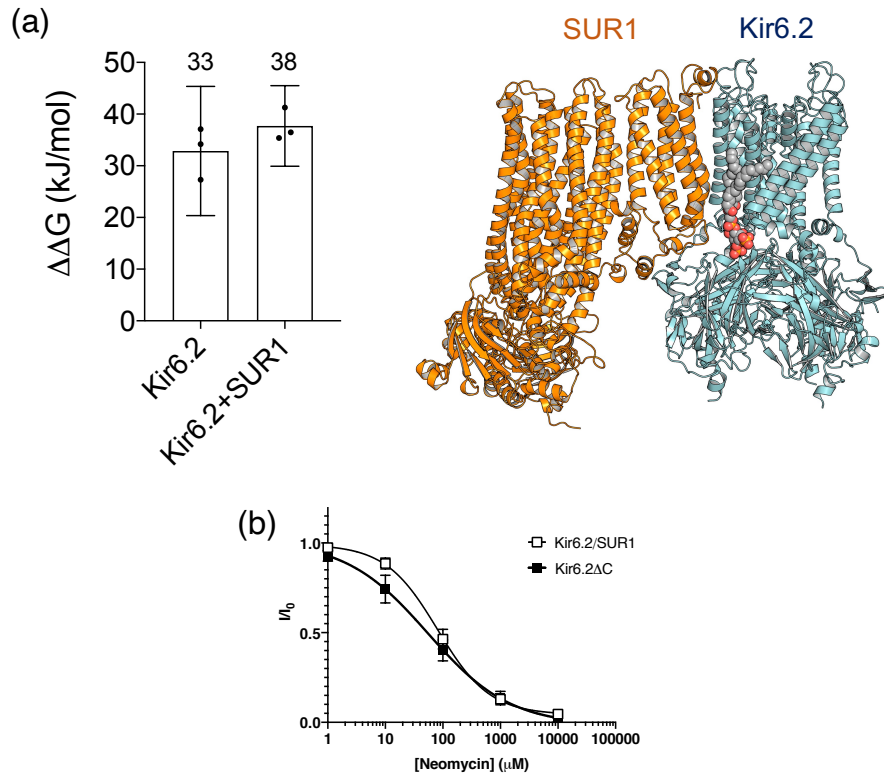 (a)
SUR1 Kir6.2
33 38
50
40
30
20
10
0
ΔΔG (kJ/mol)
Kir6.2
Kir6.2+SUR1
(b)
Kir6.2/SUR1
Kir6.2ΔC
1.0
0.5
0.0
I/I0
1 10 100 1000 10000 100000
[Neomycin] (μM)